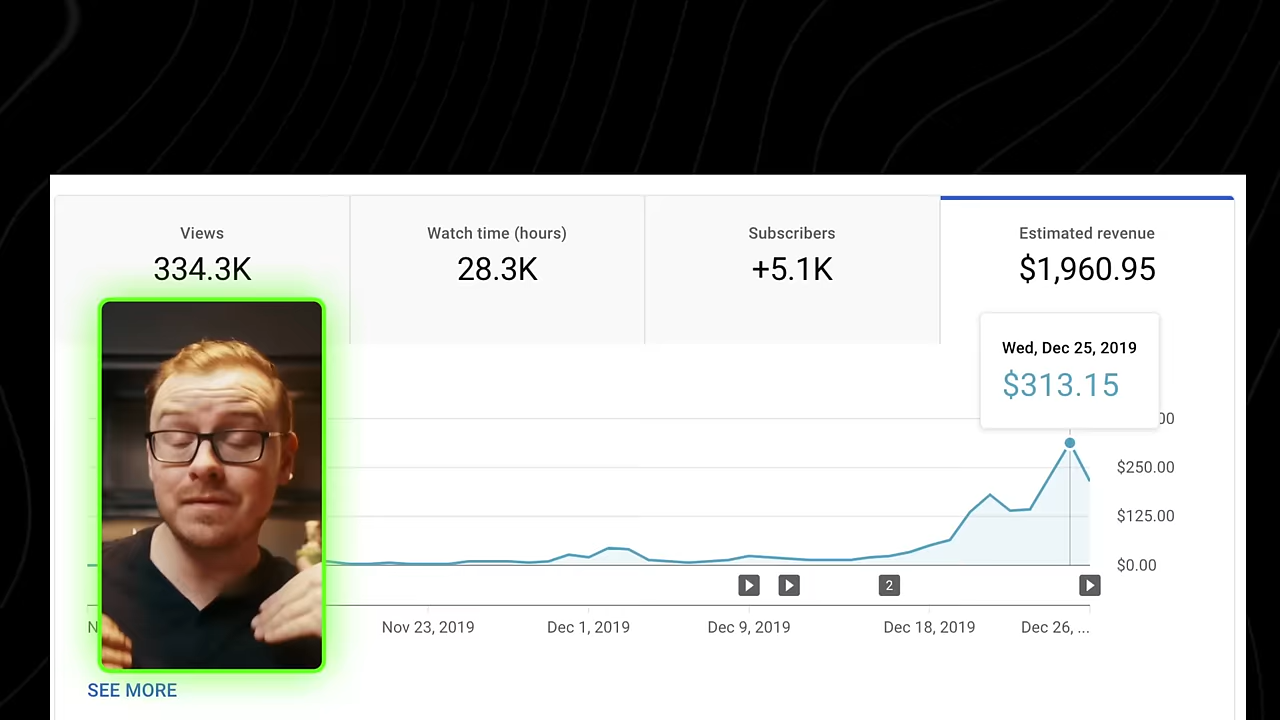 Views
334.3K
Watch time (hours)
28.3K
Subscribers
+5.1K
Estimated revenue
$1,960.95
Wed, Dec 25, 2019
$313.15
00
$250.00
$125.00
$0.00
2
N
Nov 23, 2019
Dec 1, 2019
Dec 9, 2019
Dec 18, 2019
Dec 26, ...
SEE MORE